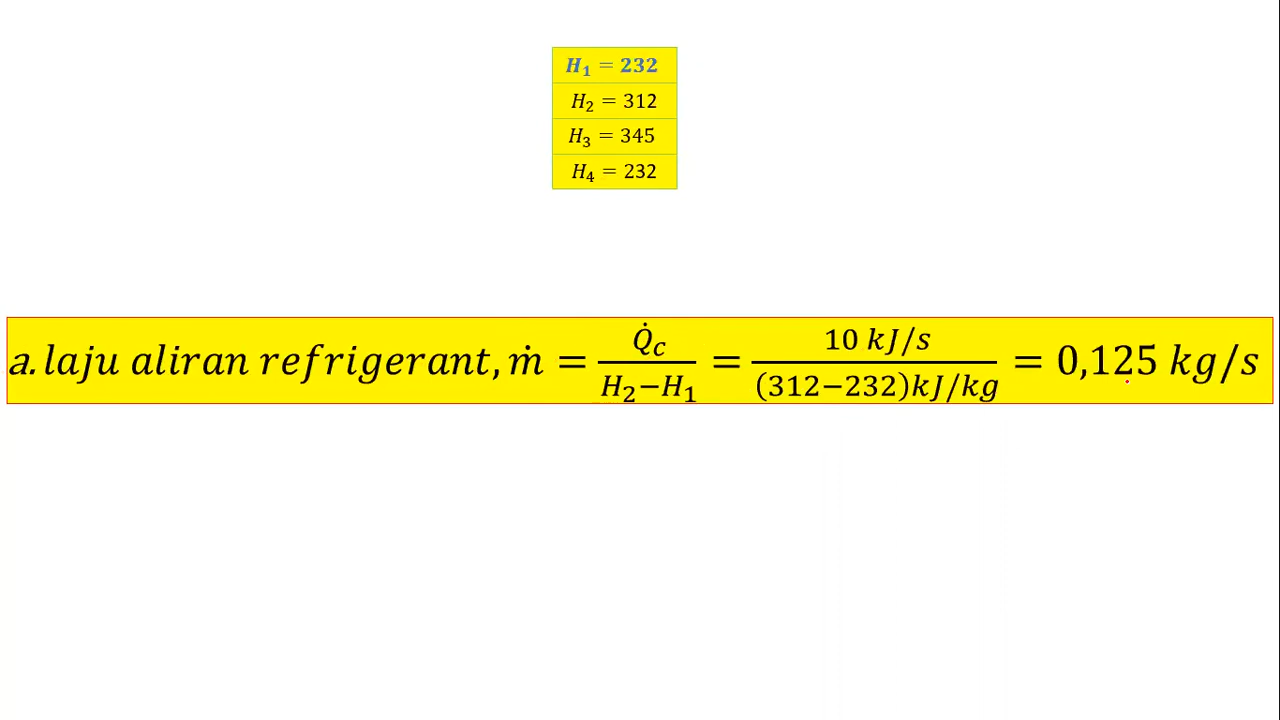 H₁ = 232
H₂ = 312
H₃ = 345
H₄ = 232
a. laju aliran refrigerant, ṁ = Q̇c / (H₂−H₁) = 10 kJ/s / (312−232)kJ/kg = 0,125 kg/s